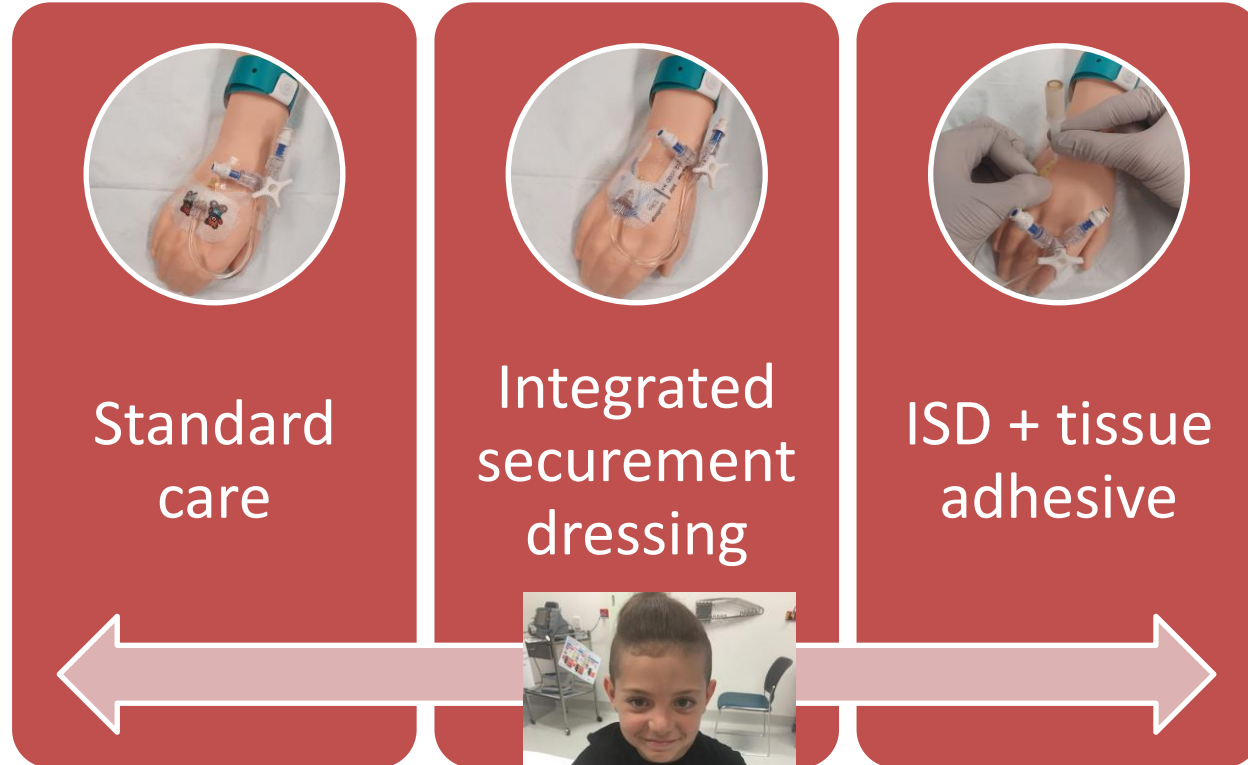 Standard
care
Integrated
securement
dressing
ISD + tissue
adhesive